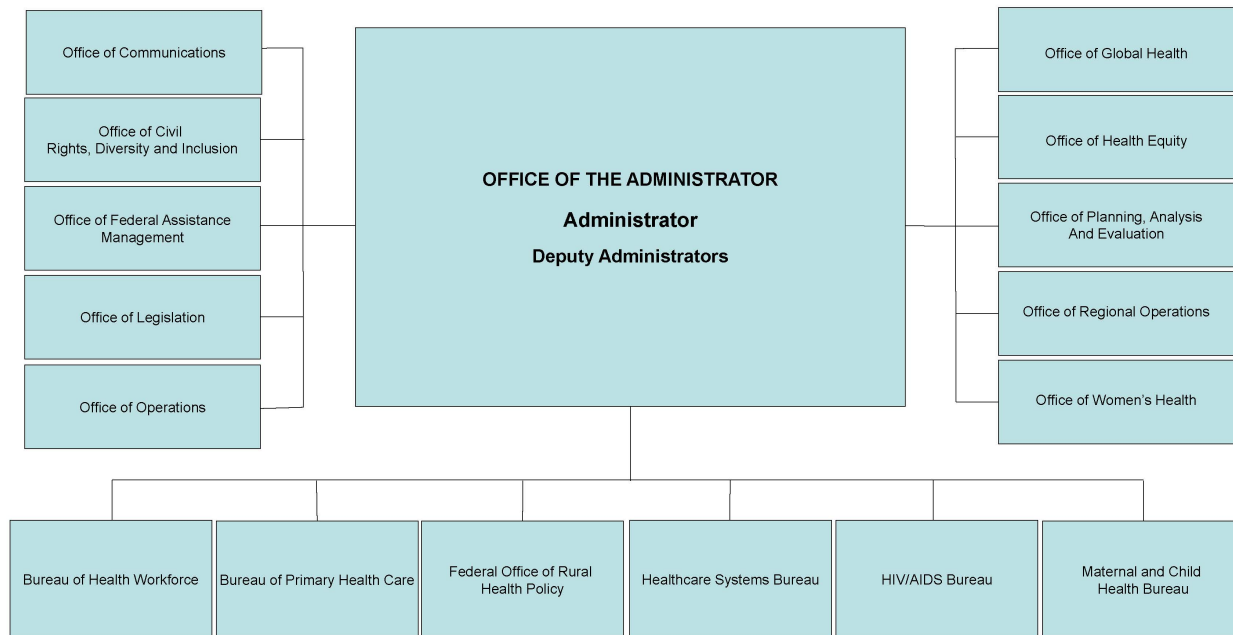 Office of Communications
Office of Civil
Rights, Diversity and Inclusion
Office of Federal Assistance
Management
Office of Legislation
Office of Operations
OFFICE OF THE ADMINISTRATOR
Administrator
Deputy Administrators
Office of Global Health
Office of Health Equity
Office of Planning, Analysis
And Evaluation
Office of Regional Operations
Office of Women’s Health
Bureau of Health Workforce
Bureau of Primary Health Care
Federal Office of Rural
Health Policy
Healthcare Systems Bureau
HIV/AIDS Bureau
Maternal and Child
Health Bureau